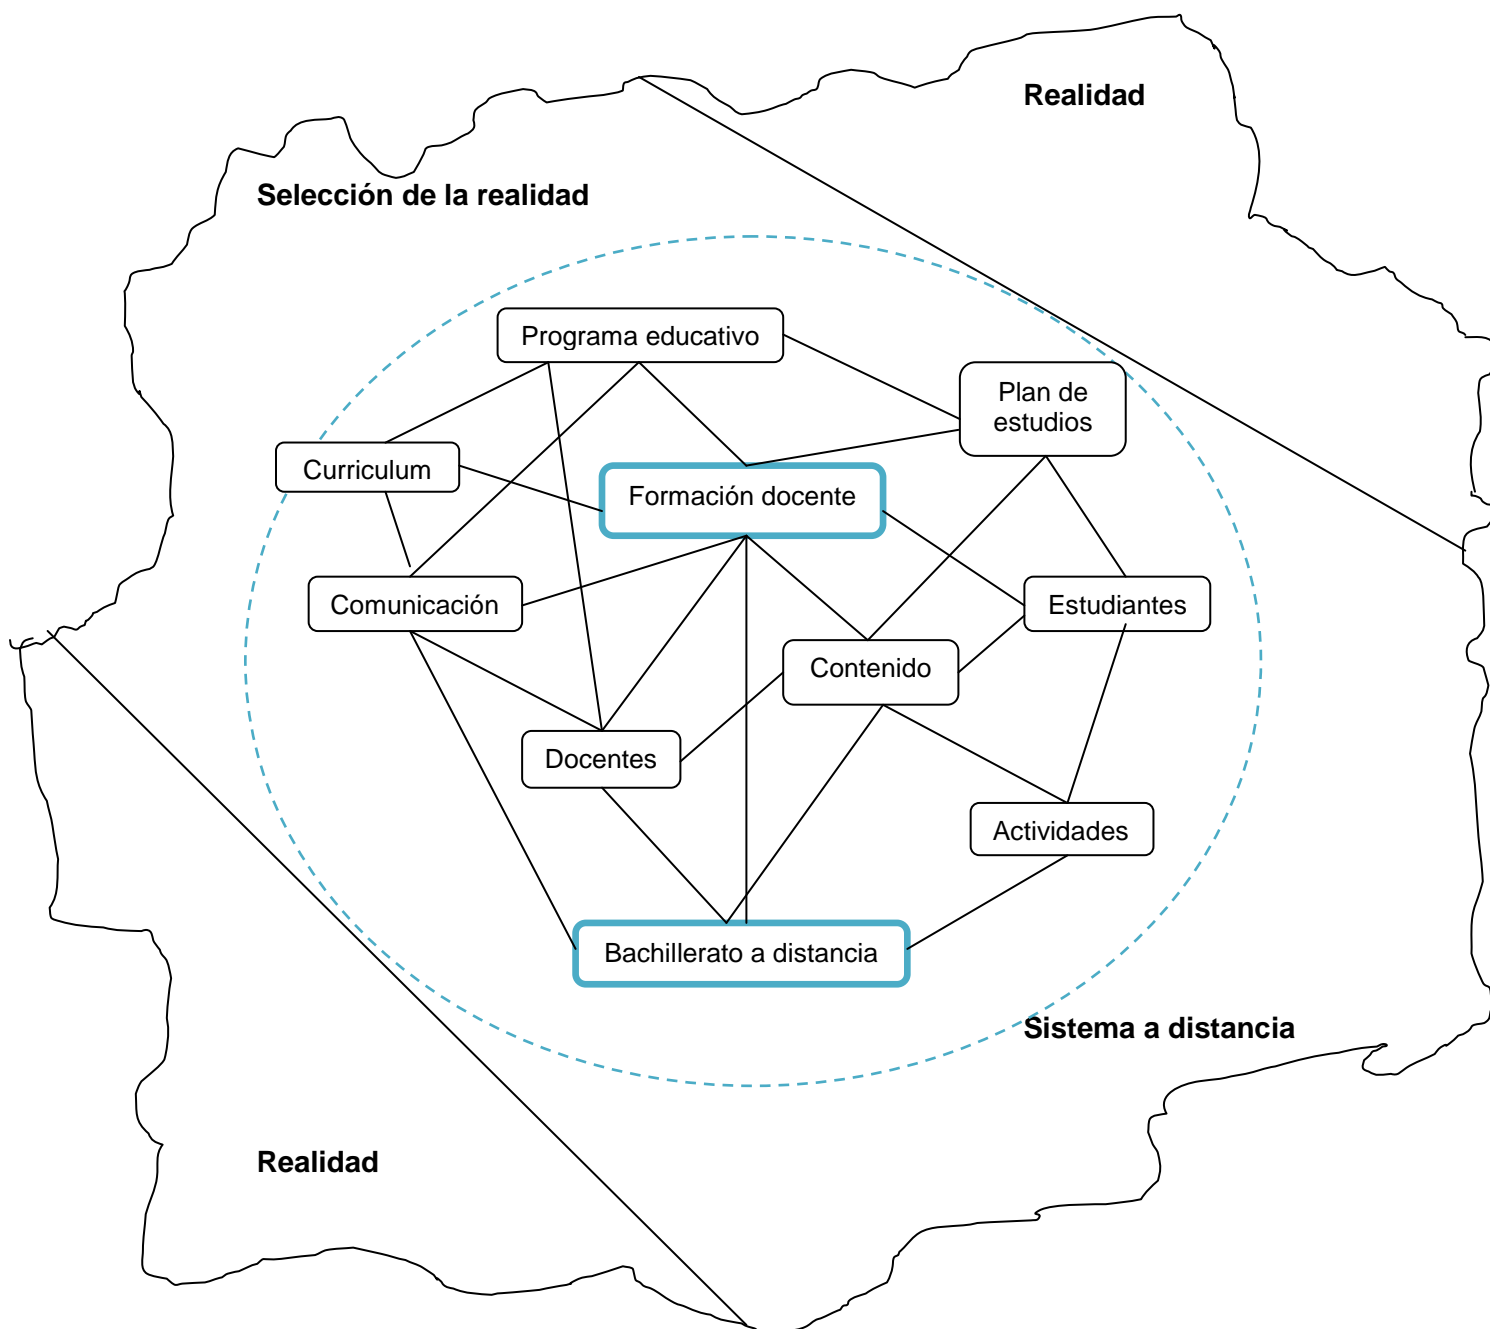 Realidad
Selección de la realidad
Programa educativo
Plan de
estudios
Curriculum
Formación docente
Comunicación
Estudiantes
Contenido
Docentes
Actividades
Bachillerato a distancia
Sistema a distancia
Realidad